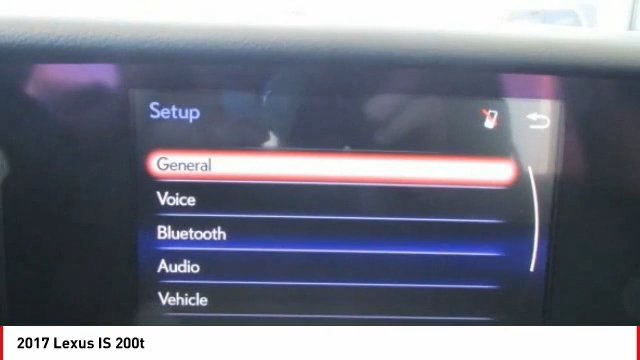 Setup
General
Voice
Bluetooth
Audio
Vehicle
2017 Lexus IS 200t